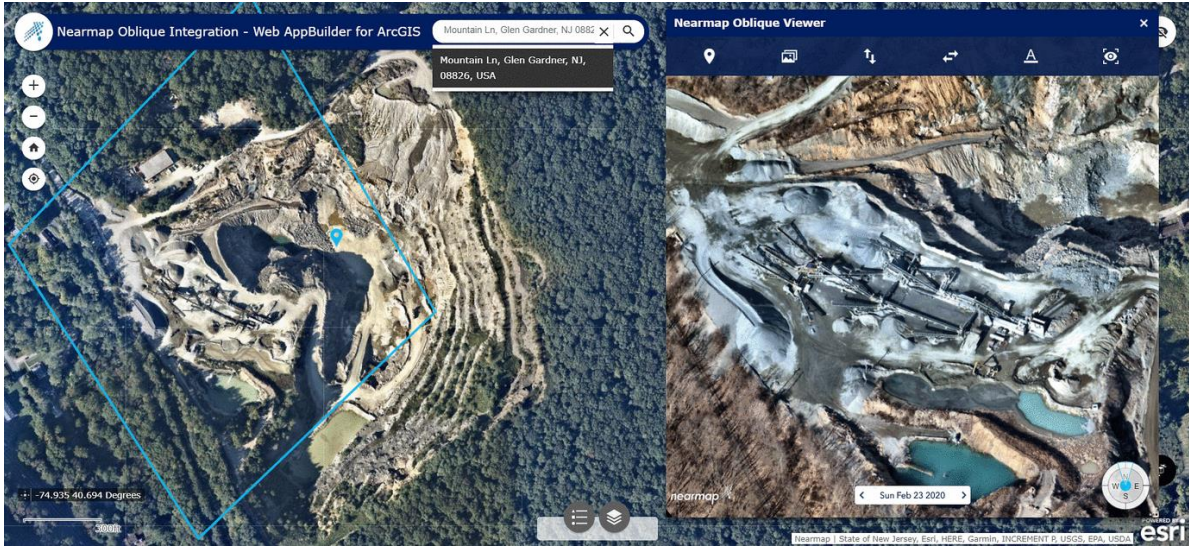 Nearmap Oblique Integration - Web AppBuilder for ArcGIS
Mountain Ln, Glen Gardner, NJ 0882
Mountain Ln, Glen Gardner, NJ,
08826, USA
Nearmap Oblique Viewer
A
-74.935 40.694 Degrees
nearmap
Sun Feb 23 2020
N
W E
S
POWERED BY
esri
Nearmap | State of New Jersey, Esri, HERE, Garmin, INCREMENT P, USGS, EPA, USDA